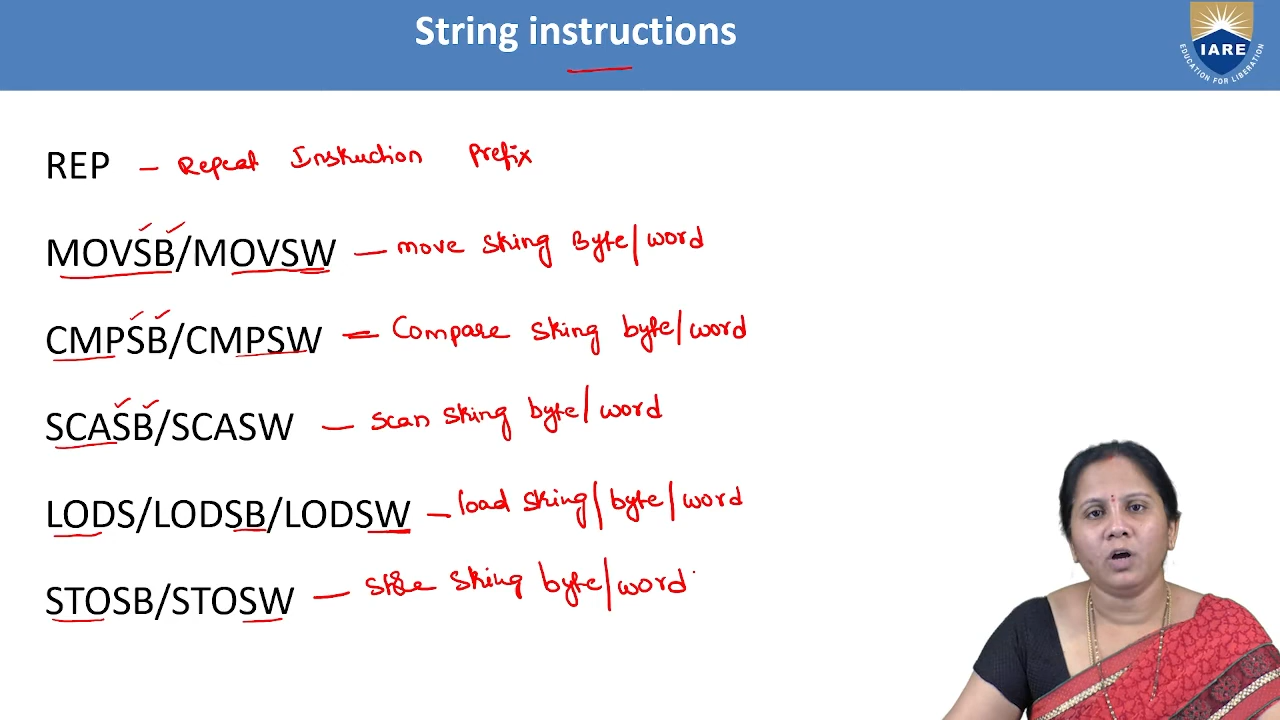 String instructions
IARE
EDUCATION FOR LIBERATION
REP — Repeat Instruction Prefix
MOVSB/MOVSW — move string Byte/word
CMPSB/CMPSW — Compare string byte/word
SCASB/SCASW — Scan string byte/word
LODS/LODSB/LODSW — load string/byte/word
STOSB/STOSW — store string byte/word